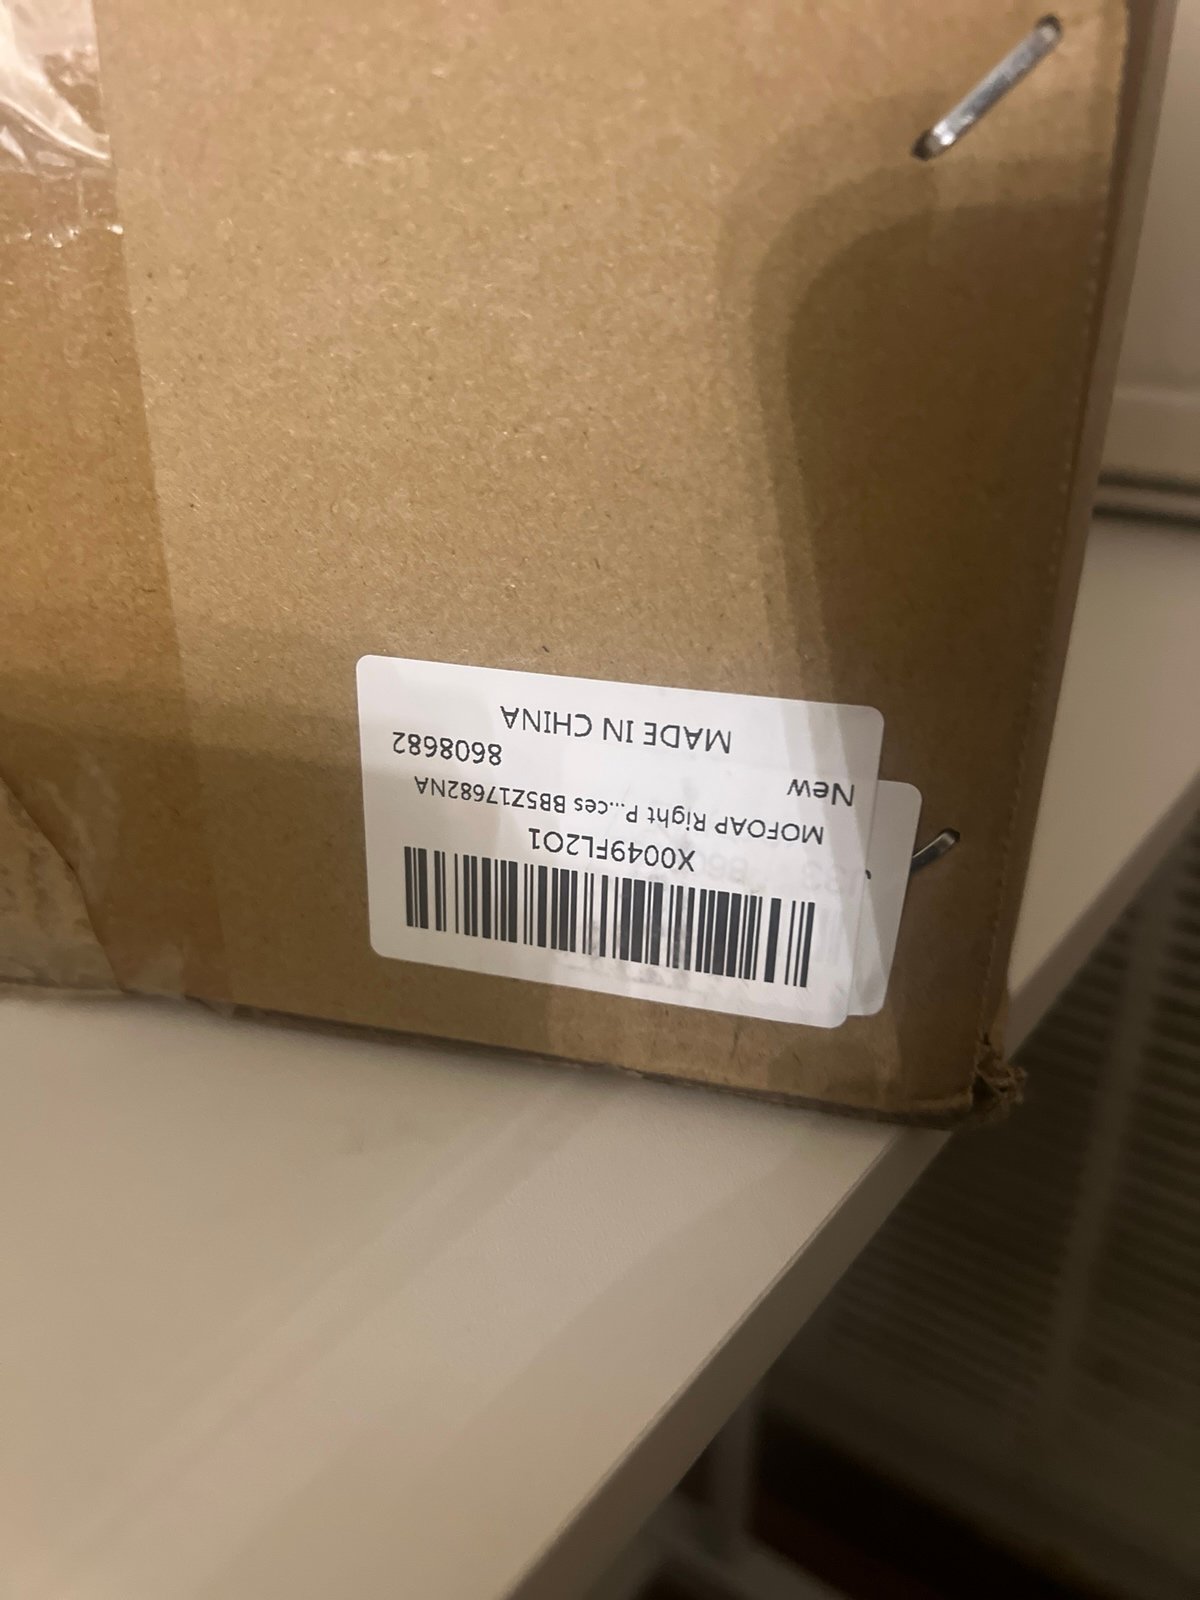 X0049FL2O1
MOFOAP Right P...ces BB5Z17682NA
New
8608682
MADE IN CHINA